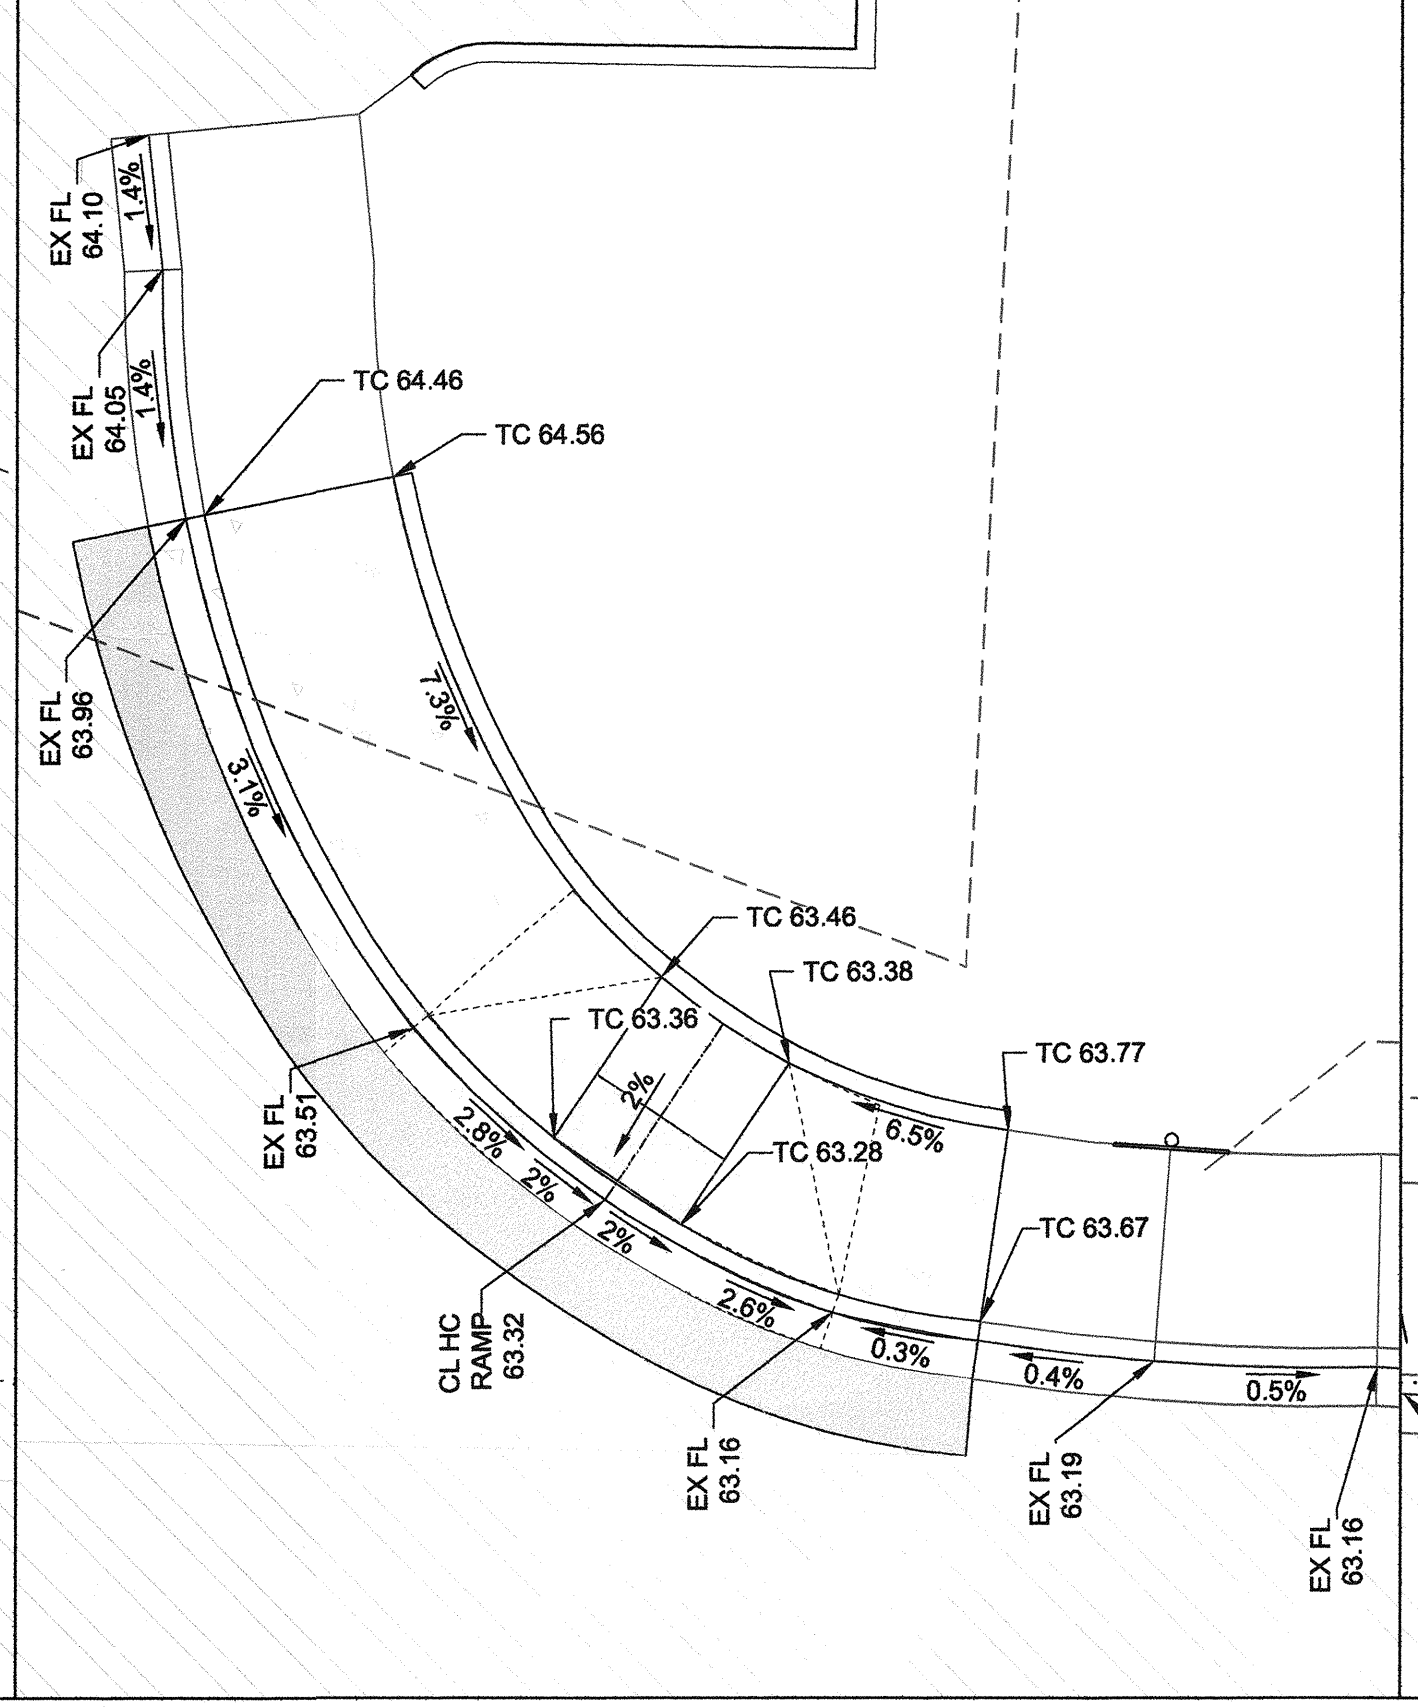 EX FL
64.10
1.4%
EX FL
64.05
1.4%
TC 64.46
TC 64.56
EX FL
63.96
7.3%
3.1%
TC 63.46
TC 63.38
TC 63.36
TC 63.77
EX FL
63.51
2.8%
2%
2%
2%
6.5%
TC 63.28
TC 63.67
CL HC
RAMP
63.32
2.6%
0.3%
0.4%
0.5%
EX FL
63.16
EX FL
63.19
EX FL
63.16